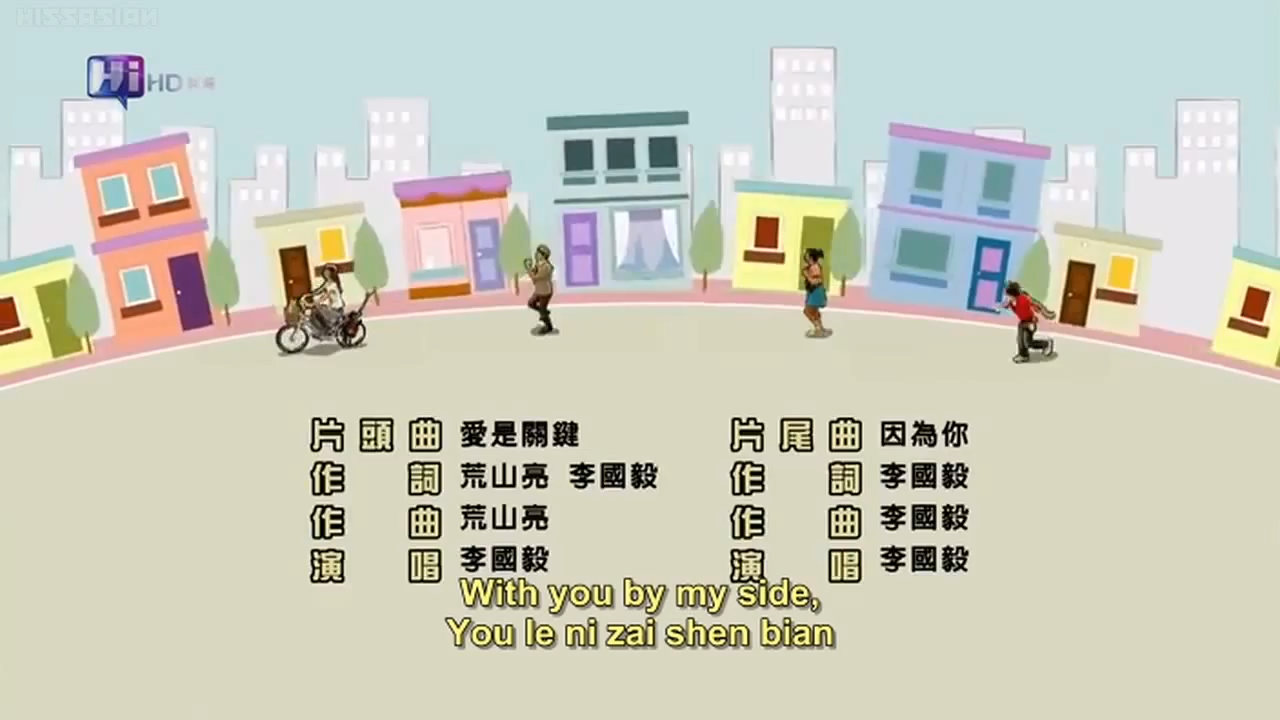 KISSASIAN
Hi HD
片頭曲 愛是關鍵
作詞 荒山亮 李國毅
作曲 荒山亮
演唱 李國毅
片尾曲 因為你
作詞 李國毅
作曲 李國毅
演唱 李國毅
With you by my side,
You le ni zai shen bian